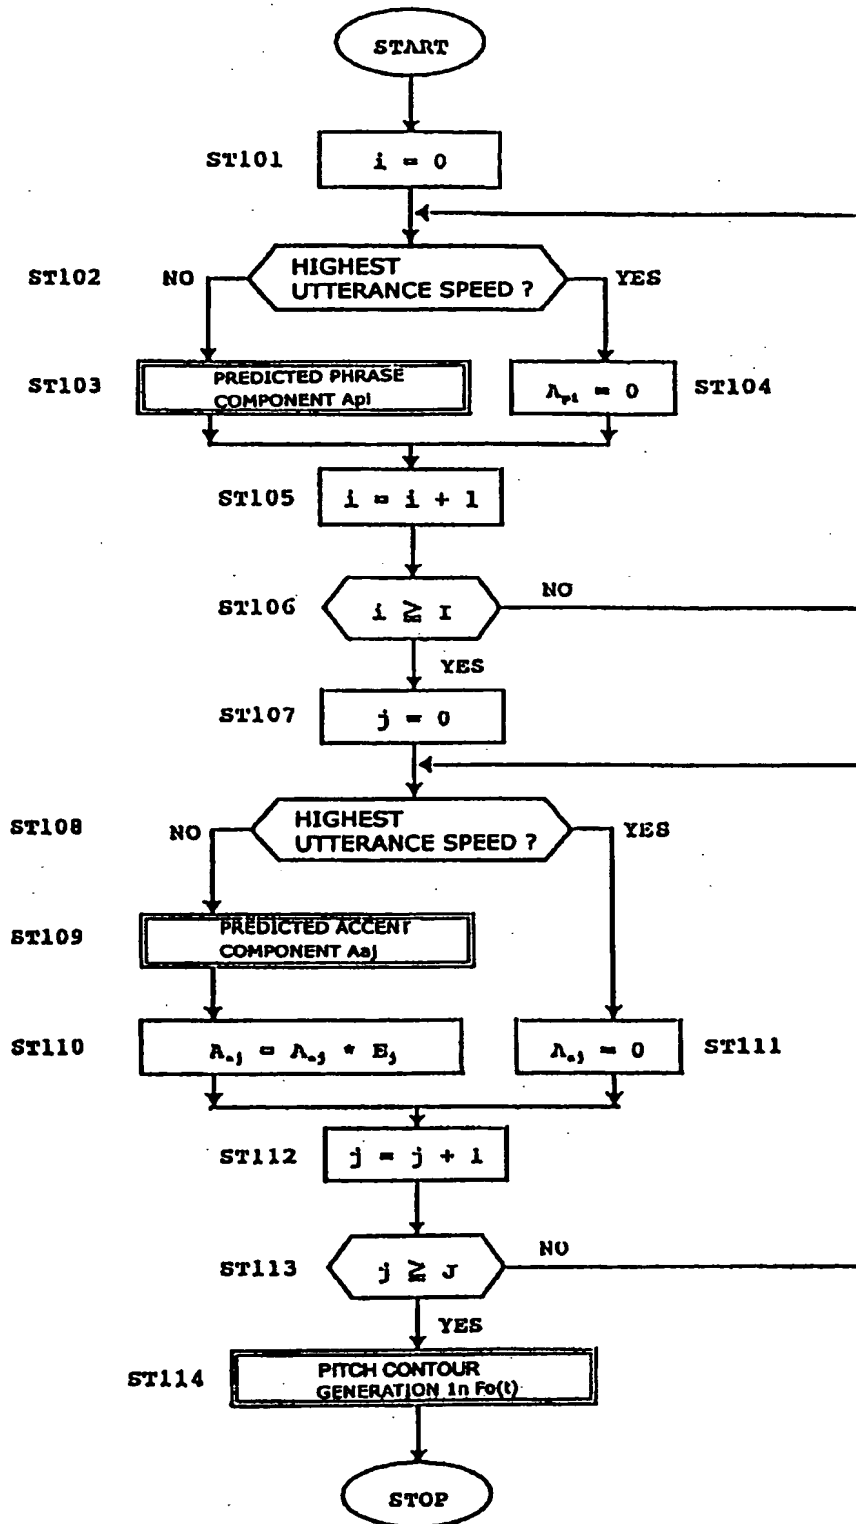 START
ST101
i = 0
ST102
NO
HIGHEST
UTTERANCE SPEED ?
YES
ST103
PREDICTED PHRASE
COMPONENT Api
A_pi = 0
ST104
ST105
i = i + 1
ST106
i ≧ I
NO
YES
ST107
j = 0
ST108
NO
HIGHEST
UTTERANCE SPEED ?
YES
ST109
PREDICTED ACCENT
COMPONENT Aaj
ST110
A_aj = A_aj * E_j
A_aj = 0
ST111
ST112
j = j + 1
ST113
j ≧ J
NO
YES
ST114
PITCH CONTOUR
GENERATION ln Fo(t)
STOP